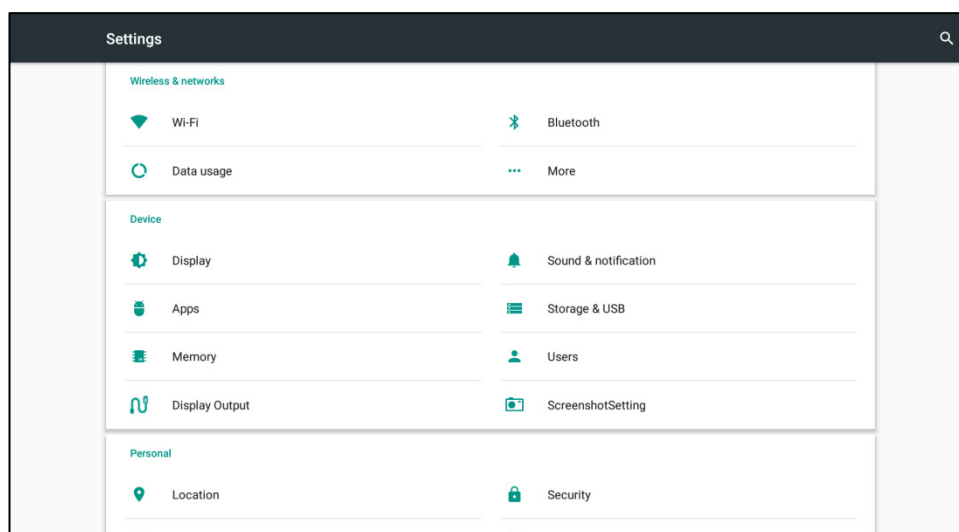 Settings
Wireless & networks
Wi-Fi
Bluetooth
Data usage
More
Device
Display
Sound & notification
Apps
Storage & USB
Memory
Users
Display Output
ScreenshotSetting
Personal
Location
Security